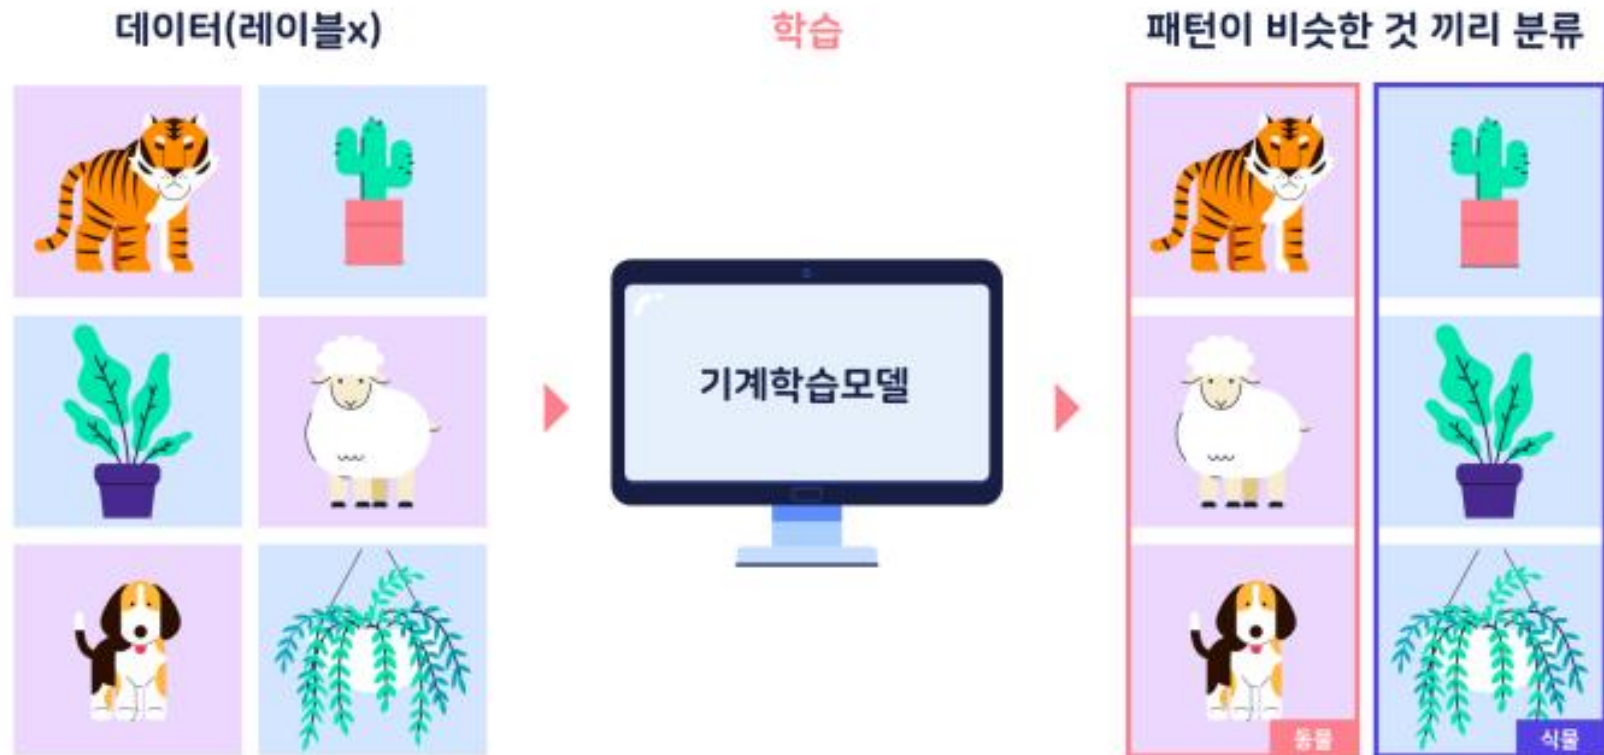 데이터(레이블x)
학습
패턴이 비슷한 것 끼리 분류
기계학습모델
동물
식물